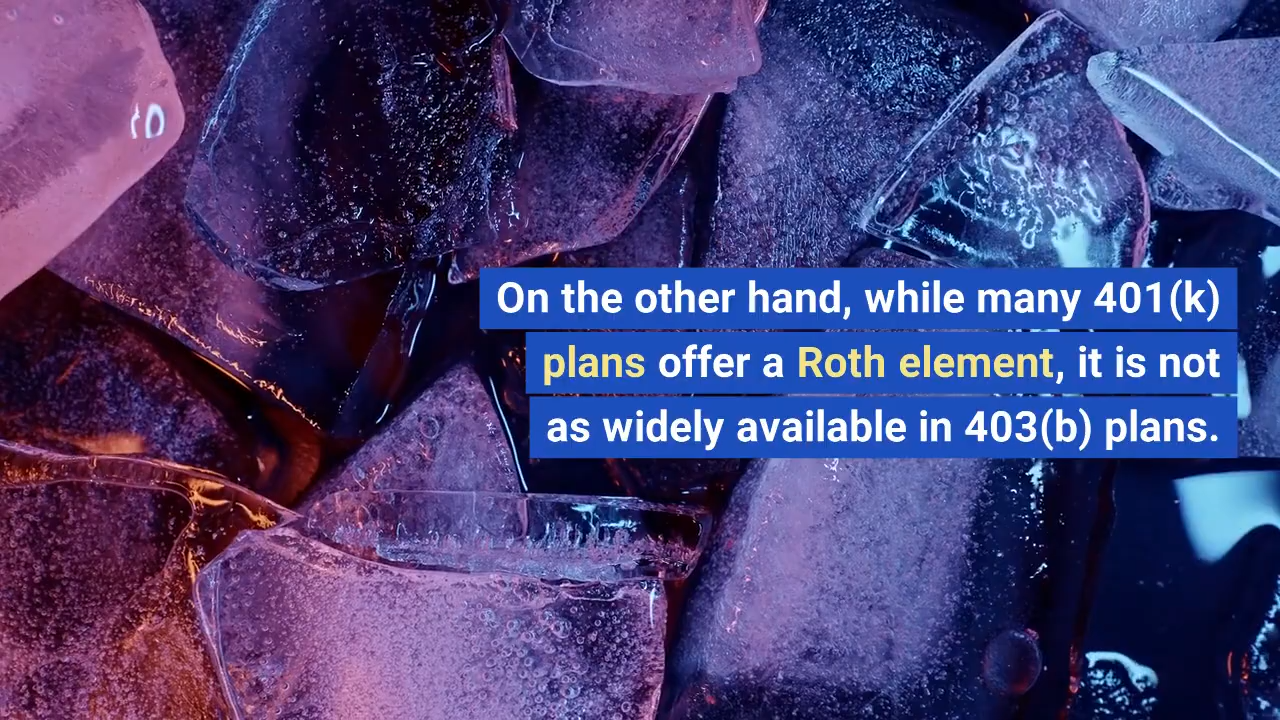 On the other hand, while many 401(k)
plans offer a Roth element, it is not
as widely available in 403(b) plans.